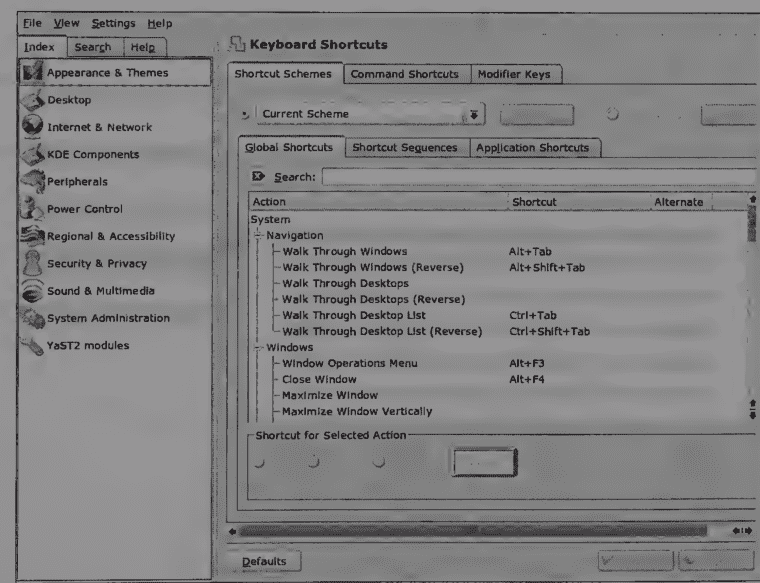 File View Settings Help
Index Search Help
Keyboard Shortcuts
Appearance & Themes
Desktop
Internet & Network
KDE Components
Peripherals
Power Control
Regional & Accessibility
Security & Privacy
Sound & Multimedia
System Administration
YaST2 modules
Shortcut Schemes Command Shortcuts Modifier Keys
Current Scheme
Global Shortcuts Shortcut Sequences Application Shortcuts
Search:
Action Shortcut Alternate
System
Navigation
Walk Through Windows Alt+Tab
Walk Through Windows (Reverse) Alt+Shift+Tab
Walk Through Desktops
Walk Through Desktops (Reverse)
Walk Through Desktop List Ctrl+Tab
Walk Through Desktop List (Reverse) Ctrl+Shift+Tab
Windows
Window Operations Menu Alt+F3
Close Window Alt+F4
Maximize Window
Maximize Window Vertically
Shortcut for Selected Action
Defaults